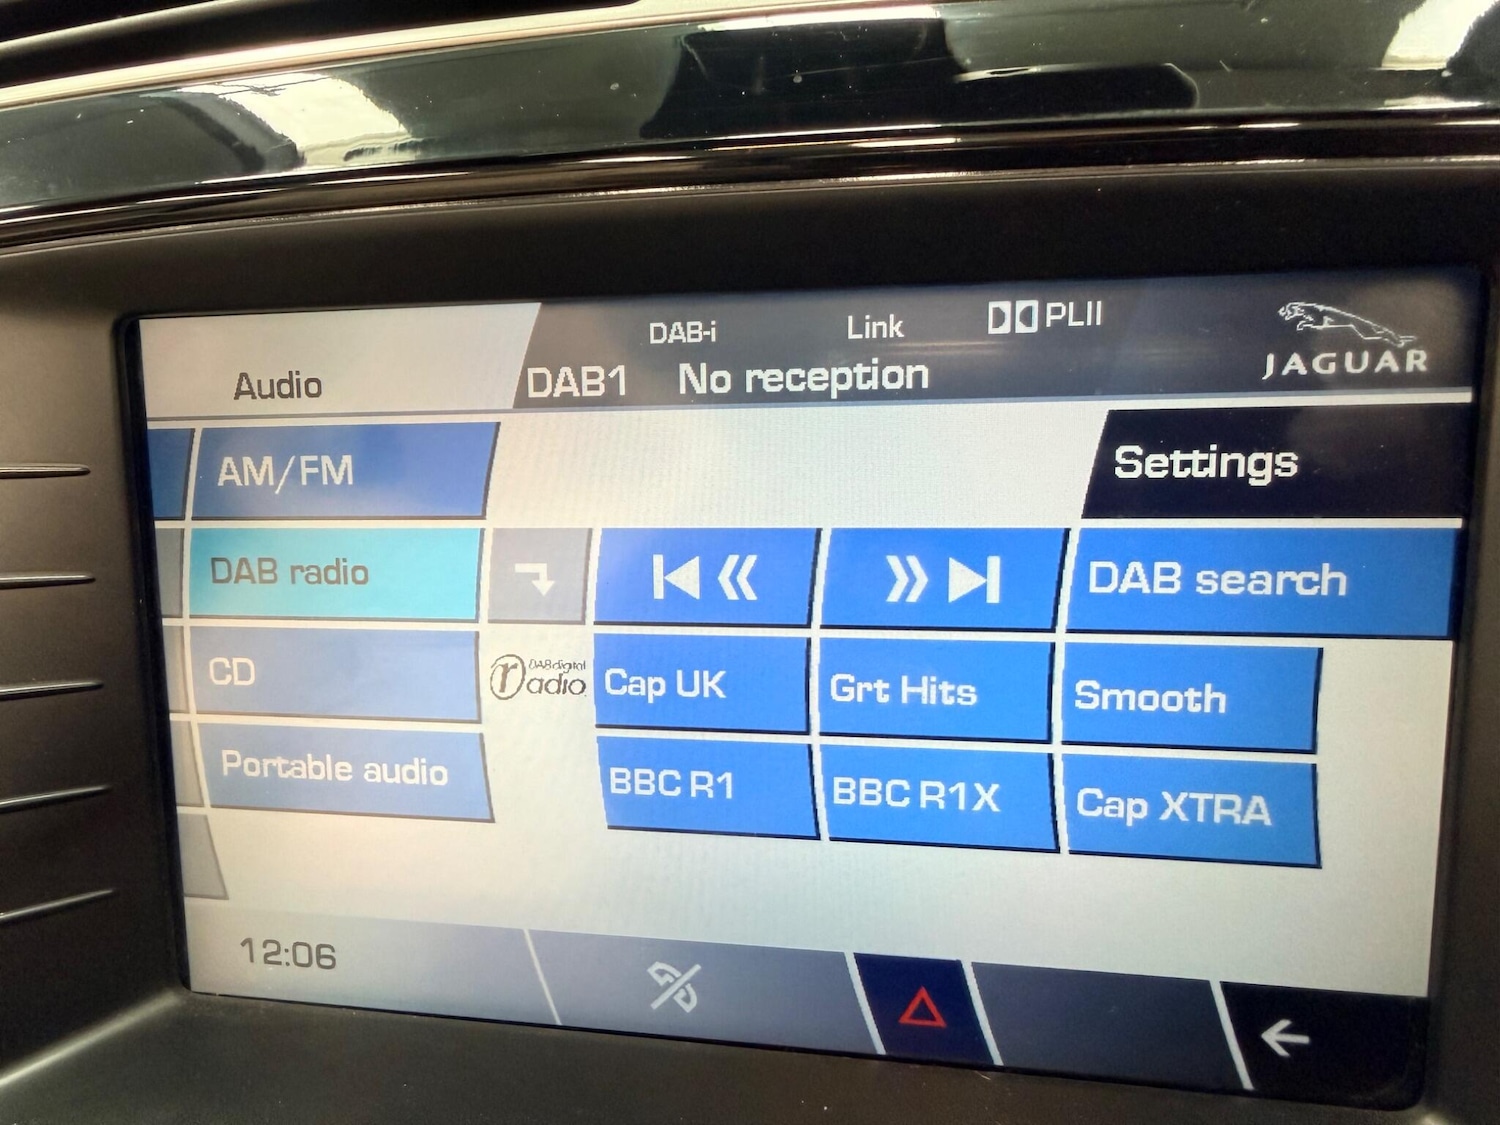 DAB-i Link PLII
Audio DAB1 No reception JAGUAR
AM/FM Settings
DAB radio DAB search
CD DAB digital radio Cap UK Grt Hits Smooth
Portable audio BBC R1 BBC R1X Cap XTRA
12:06